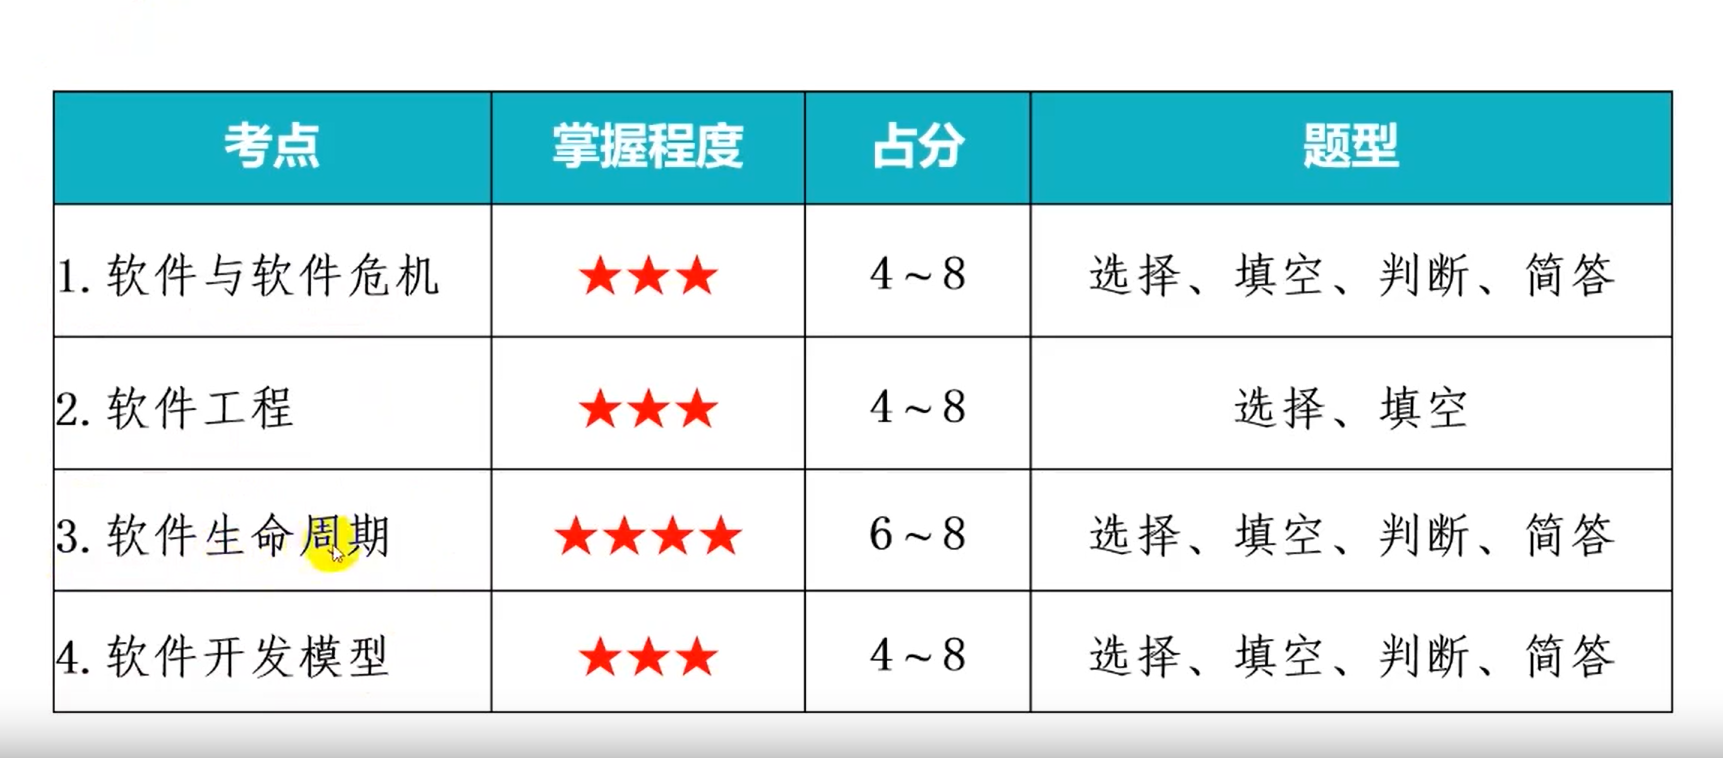 考点 掌握程度 占分 题型
1.软件与软件危机 ★★★ 4~8 选择、填空、判断、简答
2.软件工程 ★★★ 4~8 选择、填空
3.软件生命周期 ★★★★ 6~8 选择、填空、判断、简答
4.软件开发模型 ★★★ 4~8 选择、填空、判断、简答